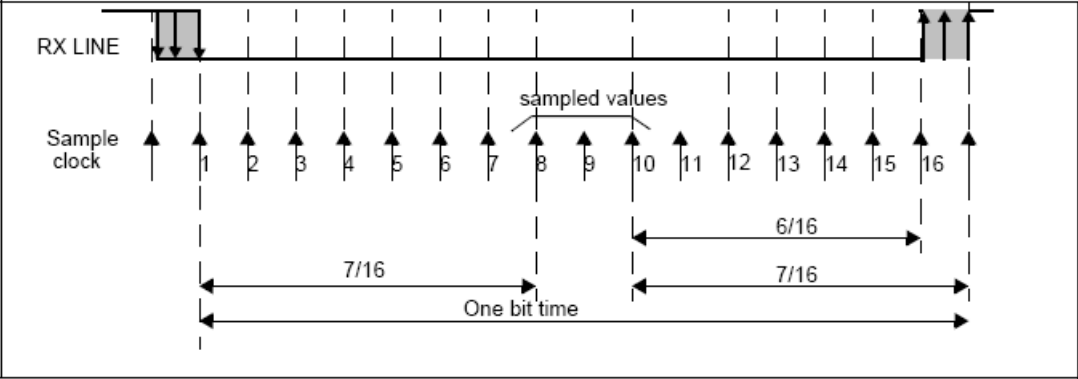 RX LINE
sampled values
Sample
clock
1 2 3 4 5 6 7 8 9 10 11 12 13 14 15 16
6/16
7/16 7/16
One bit time